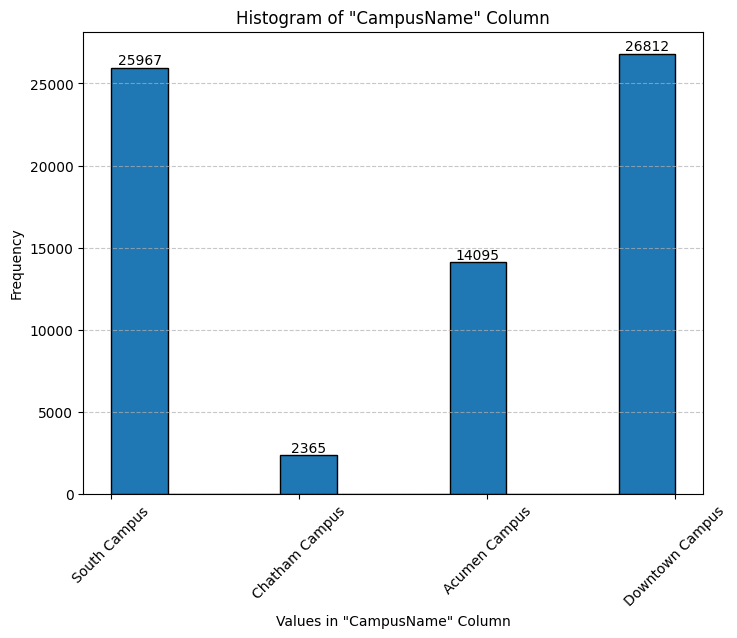 Histogram of "CampusName" Column
25967
2365
14095
26812
Frequency
25000
20000
15000
10000
5000
0
South Campus
Chatham Campus
Acumen Campus
Downtown Campus
Values in "CampusName" Column